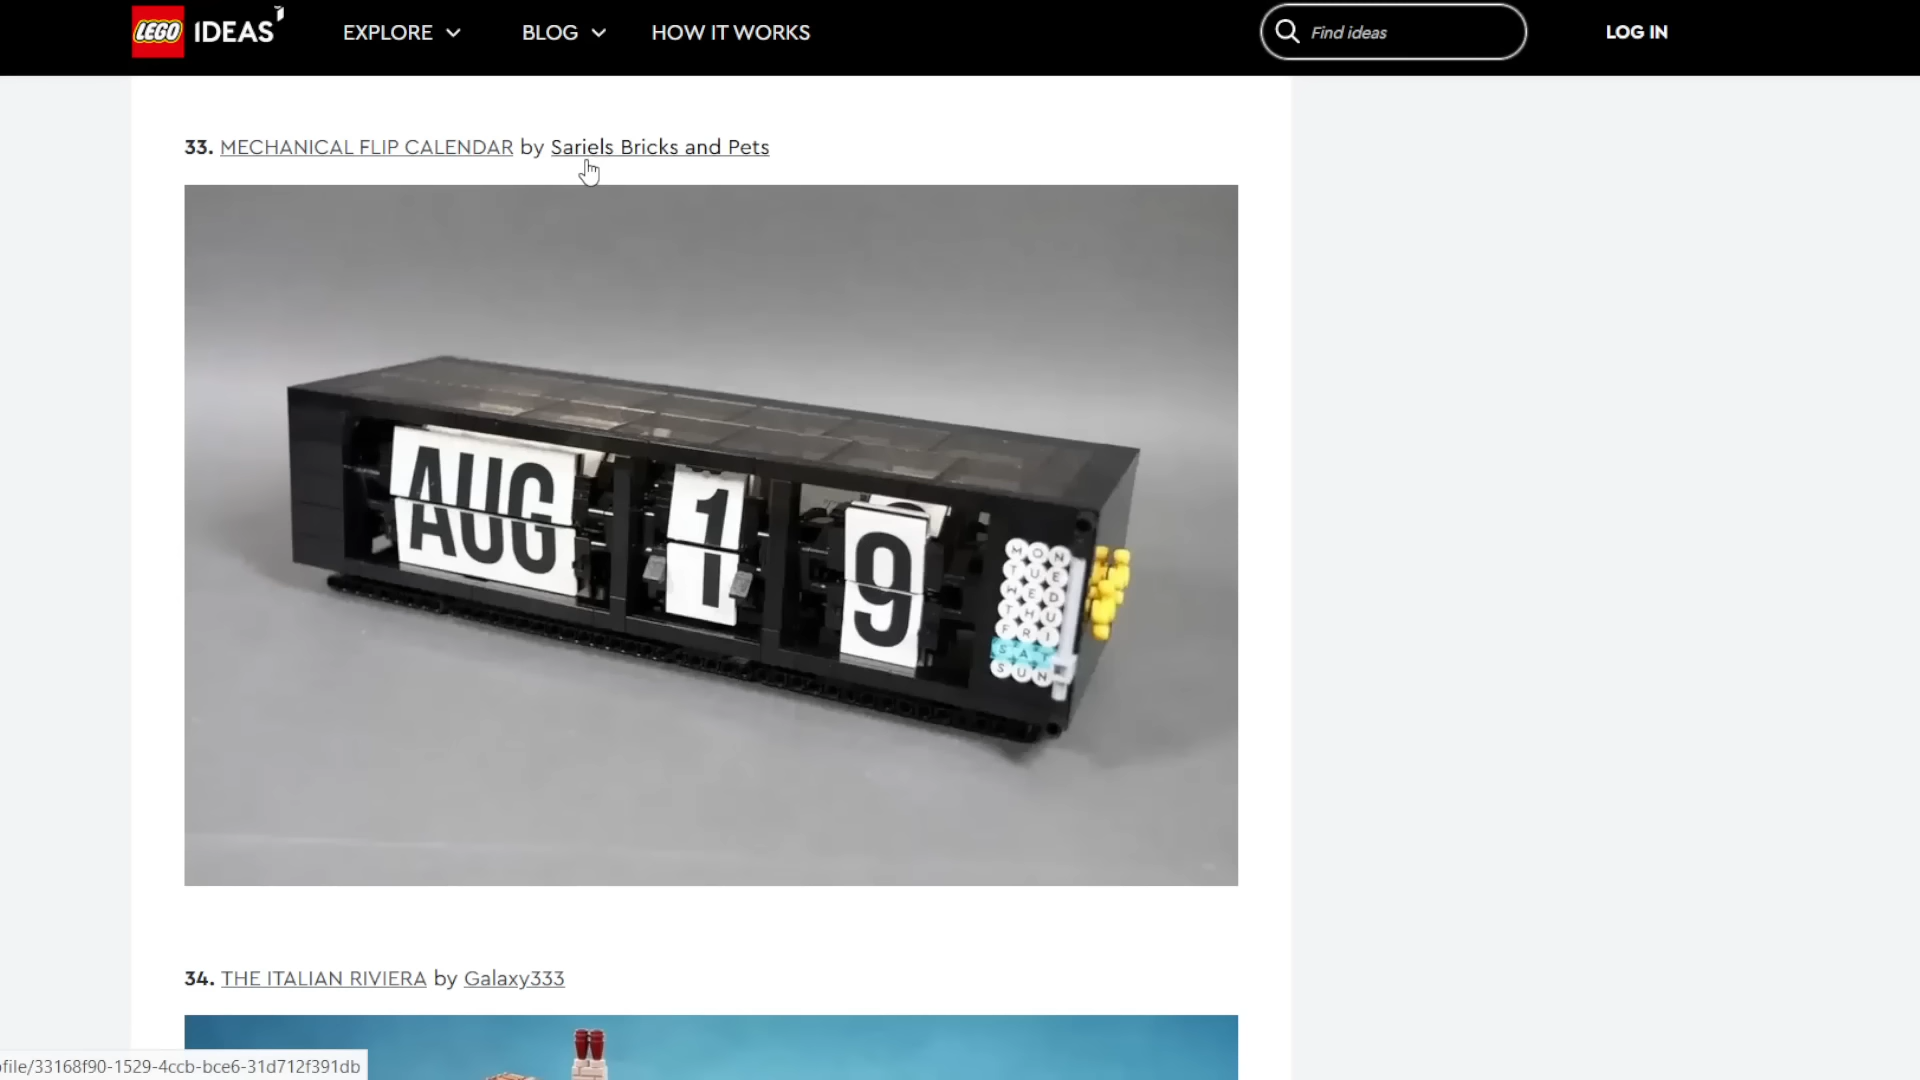 LEGO IDEAS
EXPLORE
BLOG
HOW IT WORKS
Find ideas
LOG IN
33. MECHANICAL FLIP CALENDAR by Sariels Bricks and Pets
AUG
1
9
MON
TUE
WED
THU
FRI
SAT
SUN
34. THE ITALIAN RIVIERA by Galaxy333
ofile/33168f90-1529-4ccb-bce6-31d712f391db